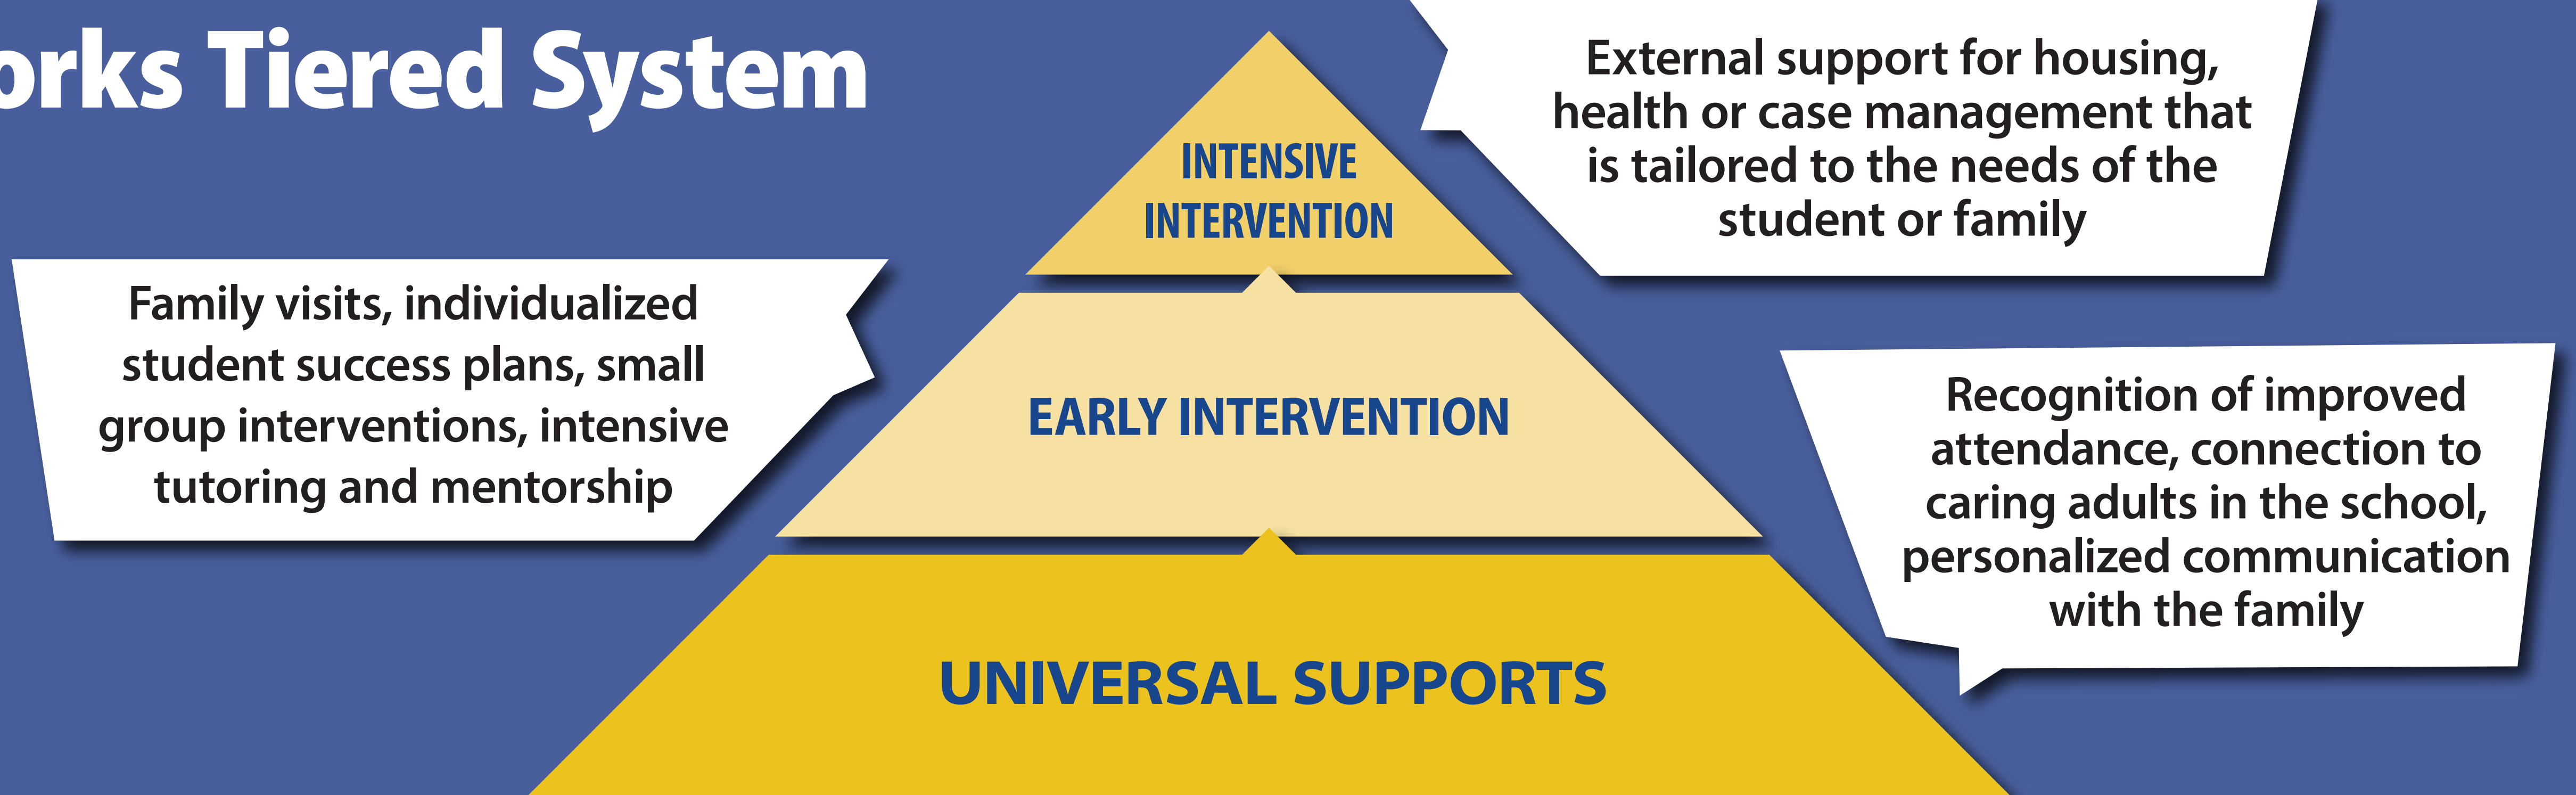 orks Tiered System
External support for housing,
health or case management that
is tailored to the needs of the
student or family
INTENSIVE
INTERVENTION
Family visits, individualized
student success plans, small
group interventions, intensive
tutoring and mentorship
EARLY INTERVENTION
Recognition of improved
attendance, connection to
caring adults in the school,
personalized communication
with the family
UNIVERSAL SUPPORTS